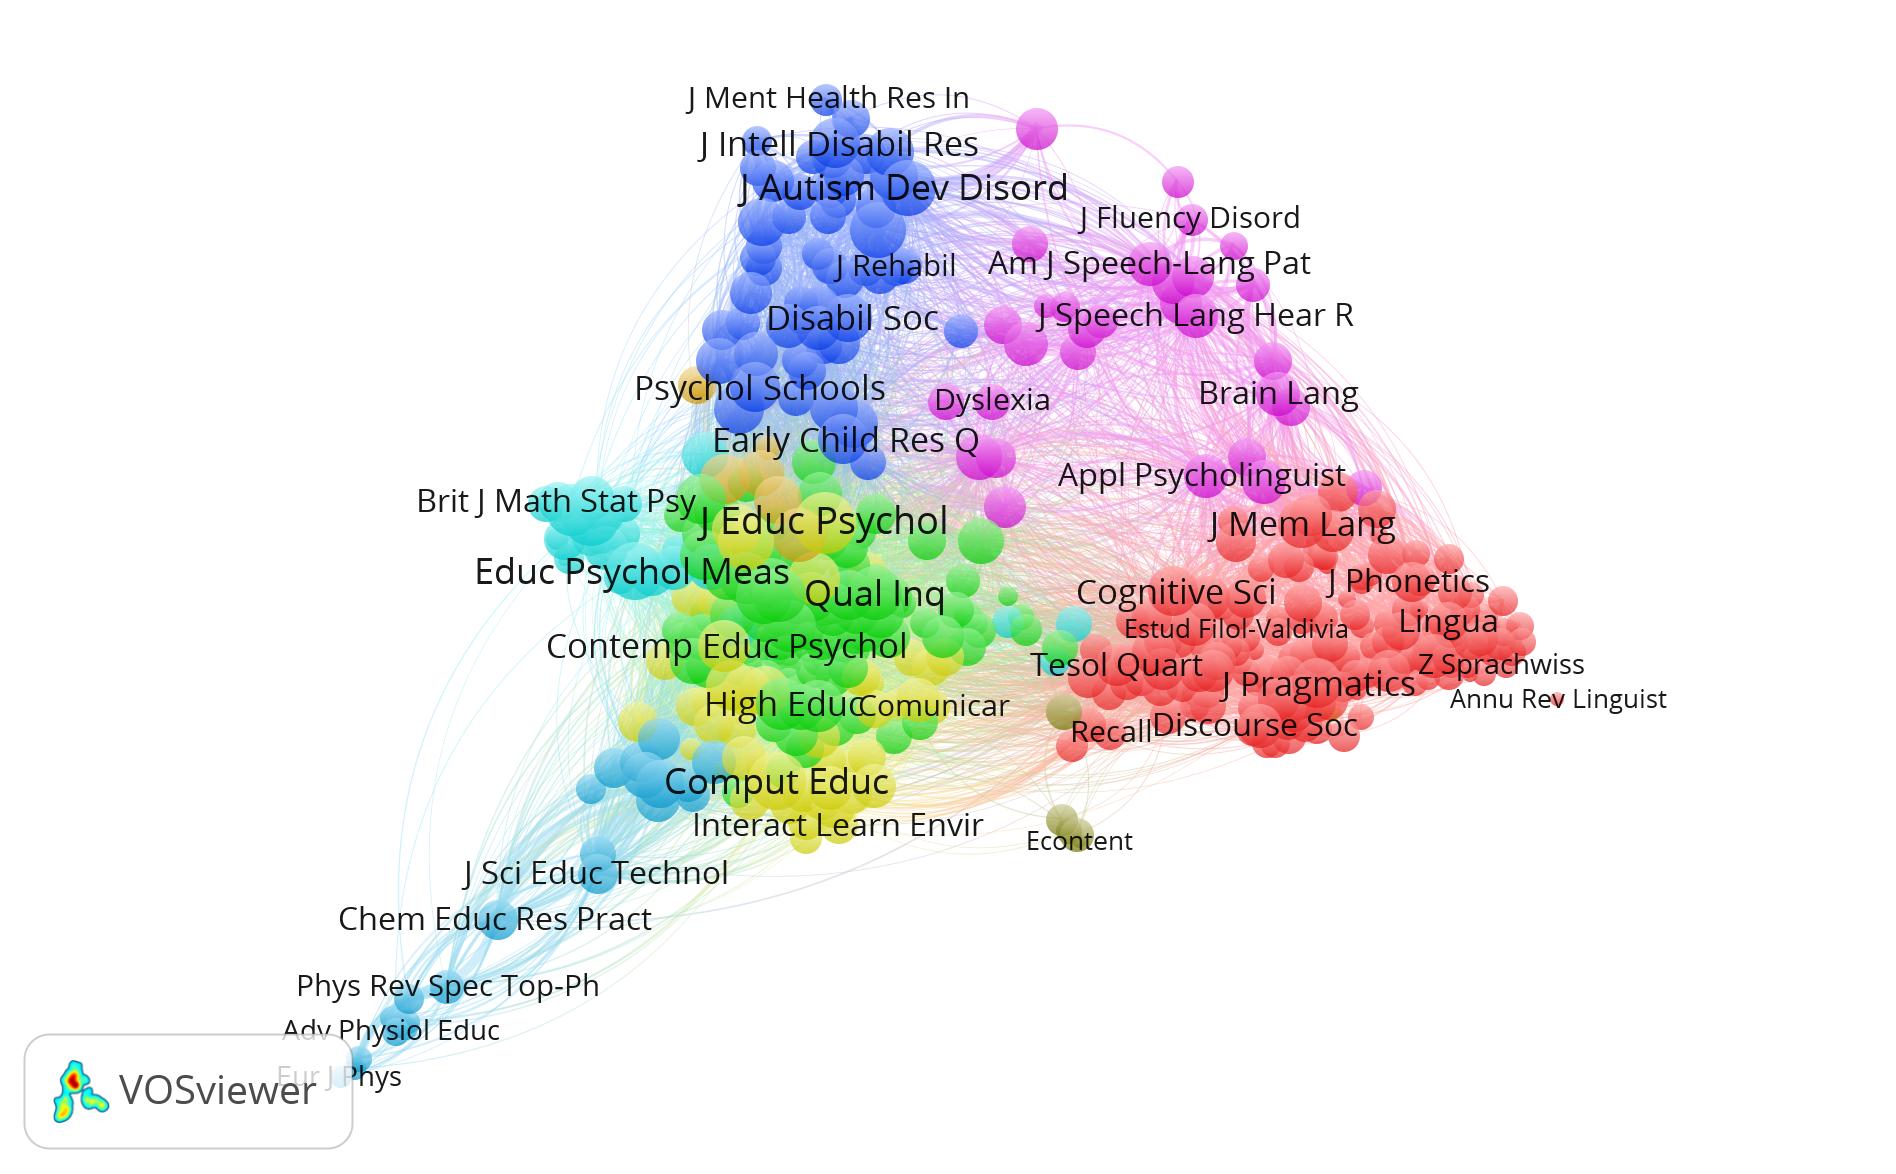 J Ment Health Res In
J Intell Disabil Res
J Autism Dev Disord
J Fluency Disord
J Rehabil
Am J Speech-Lang Pat
Disabil Soc
J Speech Lang Hear R
Psychol Schools
Dyslexia
Brain Lang
Early Child Res Q
Appl Psycholinguist
Brit J Math Stat Psy
J Educ Psychol
J Mem Lang
Educ Psychol Meas
Qual Inq
Cognitive Sci
J Phonetics
Estud Filol-Valdivia
Lingua
Contemp Educ Psychol
Tesol Quart
Z Sprachwiss
J Pragmatics
Annu Rev Linguist
High Educ
Comunicar
Recall
Discourse Soc
Comput Educ
Interact Learn Envir
Econtent
J Sci Educ Technol
Chem Educ Res Pract
Phys Rev Spec Top-Ph
Adv Physiol Educ
Eur J Phys
VOSviewer